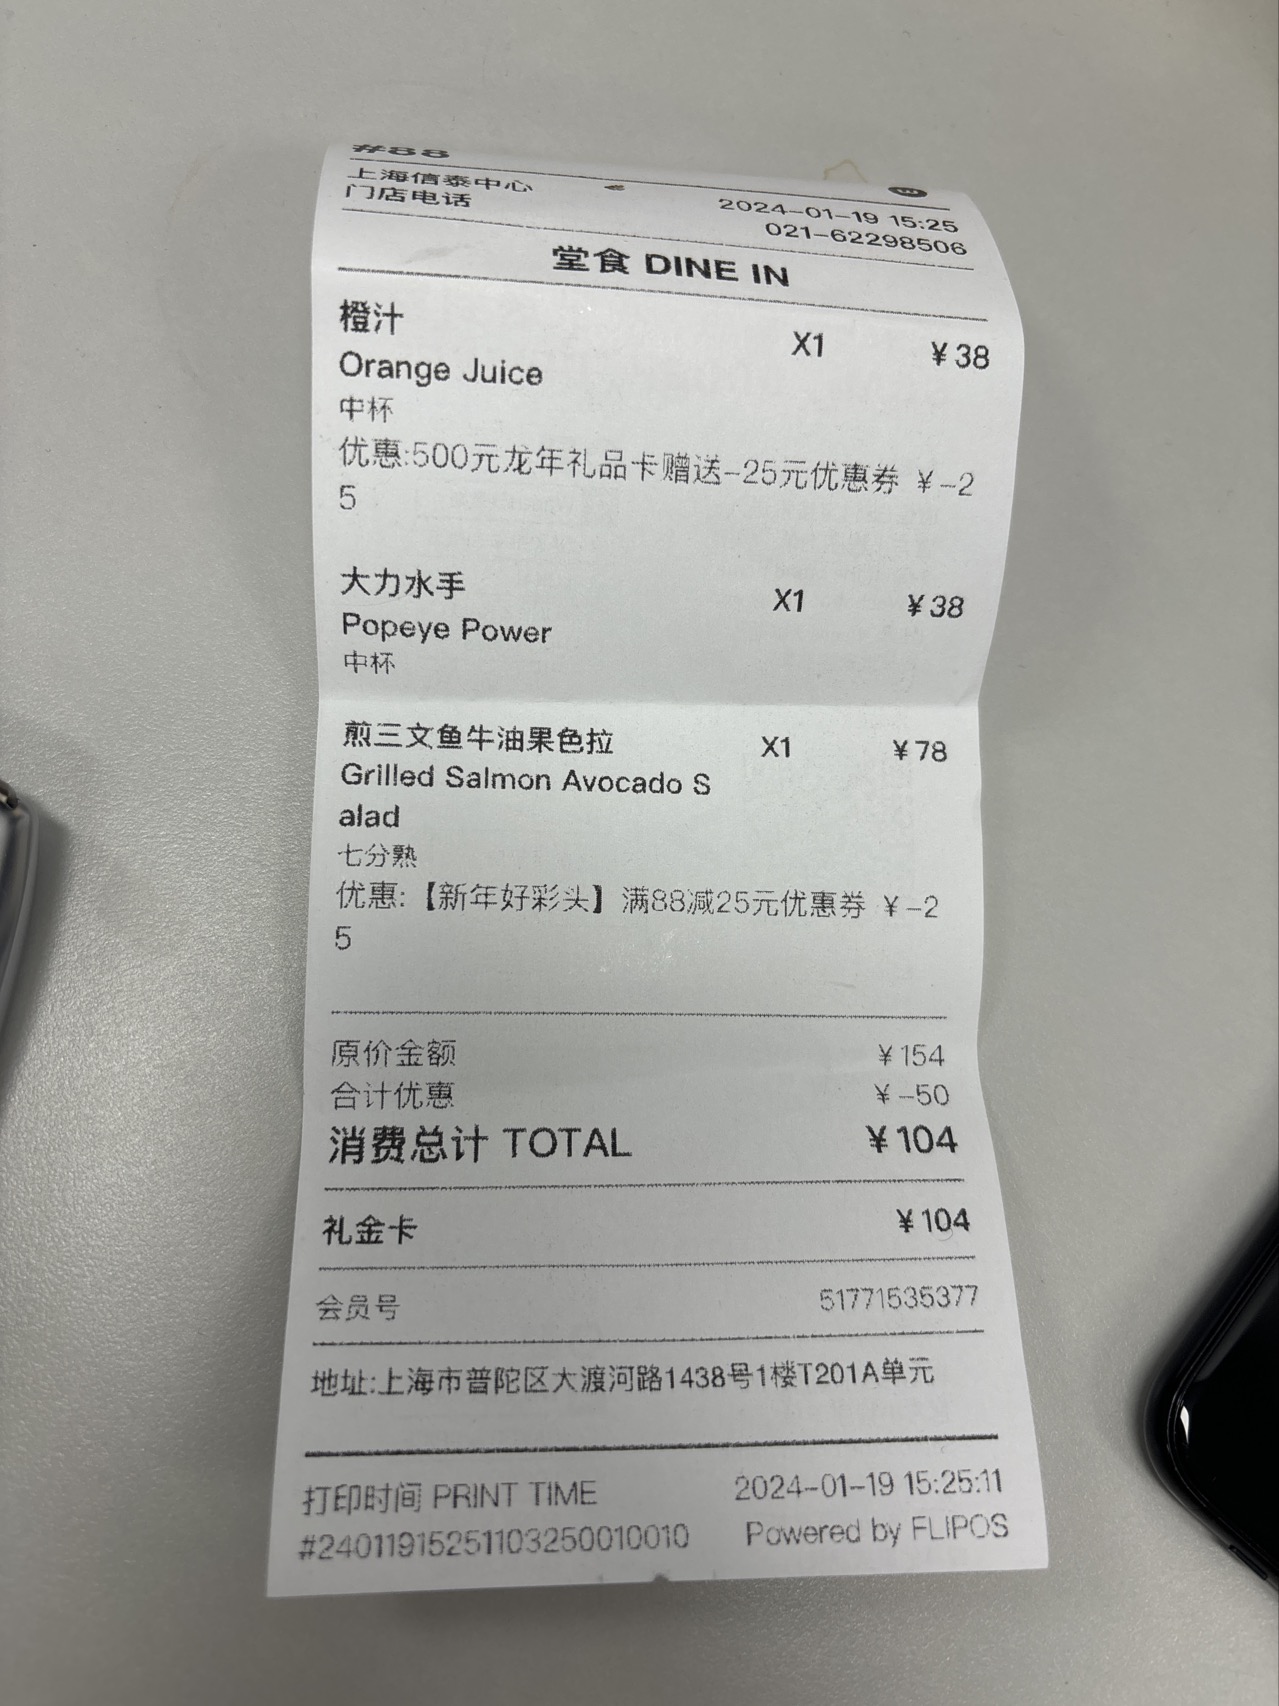 #88
上海信泰中心 2024-01-19 15:25
门店电话 021-62298506
堂食 DINE IN
橙汁 X1 ¥38
Orange Juice
中杯
优惠:500元龙年礼品卡赠送-25元优惠券 ¥-2
5
大力水手 X1 ¥38
Popeye Power
中杯
煎三文鱼牛油果色拉 X1 ¥78
Grilled Salmon Avocado S
alad
七分熟
优惠:【新年好彩头】满88减25元优惠券 ¥-2
5
原价金额 ¥154
合计优惠 ¥-50
消费总计 TOTAL ¥104
礼金卡 ¥104
会员号 51771535377
地址:上海市普陀区大渡河路1438号1楼T201A单元
打印时间 PRINT TIME 2024-01-19 15:25:11
#24011915251103250010010 Powered by FLIPOS